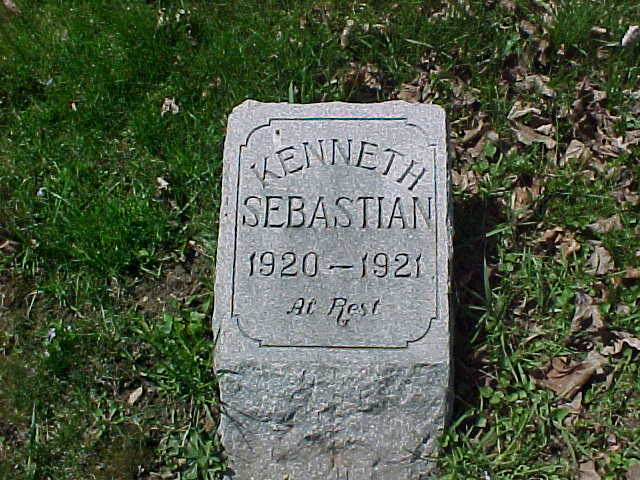 KENNETH
SEBASTIAN
1920 – 1921
At Rest